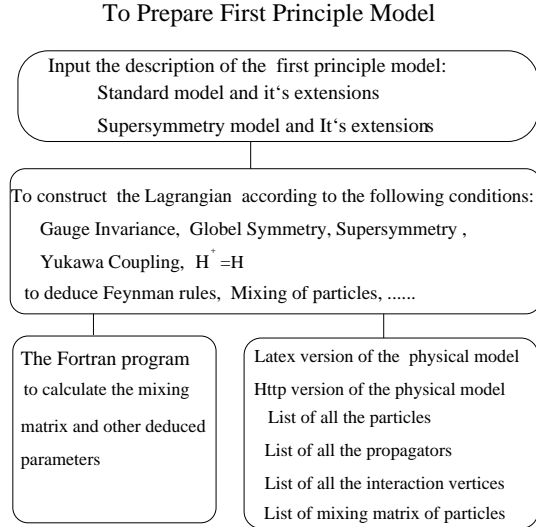 To Prepare First Principle Model
Input the description of the first principle model:
Standard model and it's extensions
Supersymmetry model and It's extensions
To construct the Lagrangian according to the following conditions:
Gauge Invariance, Globel Symmetry, Supersymmetry ,
Yukawa Coupling, H⁺ =H
to deduce Feynman rules, Mixing of particles, ......
The Fortran program
to calculate the mixing
matrix and other deduced
parameters
Latex version of the physical model
Http version of the physical model
List of all the particles
List of all the propagators
List of all the interaction vertices
List of mixing matrix of particles